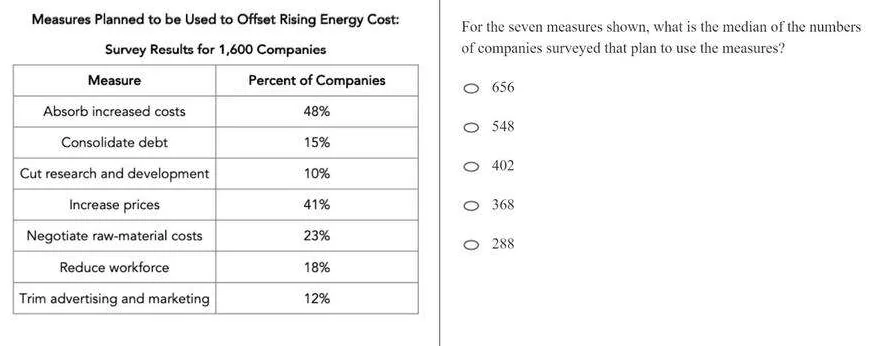 Measures Planned to be Used to Offset Rising Energy Cost:
Survey Results for 1,600 Companies
Measure Percent of Companies
Absorb increased costs 48%
Consolidate debt 15%
Cut research and development 10%
Increase prices 41%
Negotiate raw-material costs 23%
Reduce workforce 18%
Trim advertising and marketing 12%
For the seven measures shown, what is the median of the numbers
of companies surveyed that plan to use the measures?
656
548
402
368
288